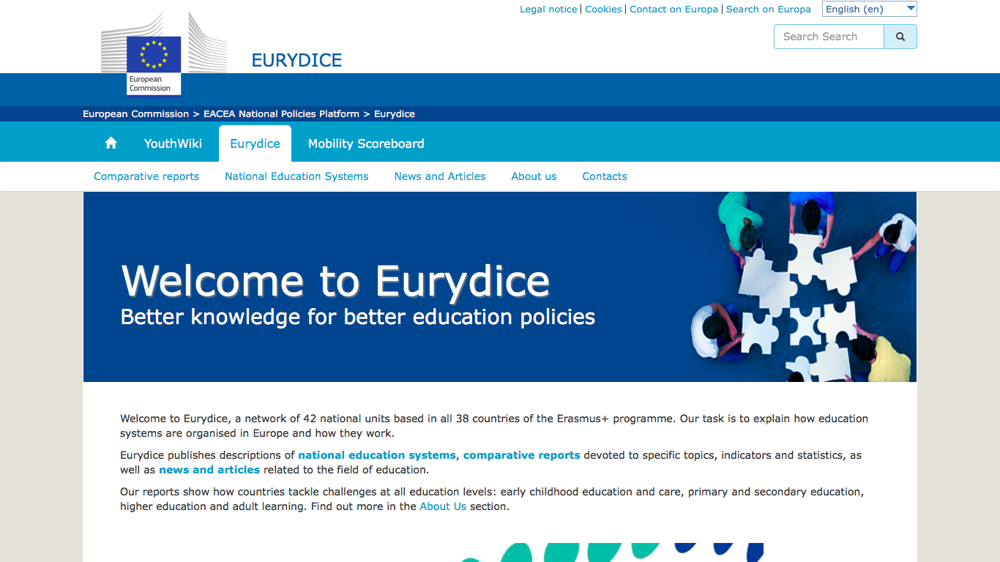 Legal notice | Cookies | Contact on Europa | Search on Europa
English (en)
Search Search
European
Commission
EURYDICE
European Commission > EACEA National Policies Platform > Eurydice
YouthWiki
Eurydice
Mobility Scoreboard
Comparative reports
National Education Systems
News and Articles
About us
Contacts
Welcome to Eurydice
Better knowledge for better education policies
Welcome to Eurydice, a network of 42 national units based in all 38 countries of the Erasmus+ programme. Our task is to explain how education
systems are organised in Europe and how they work.
Eurydice publishes descriptions of national education systems, comparative reports devoted to specific topics, indicators and statistics, as
well as news and articles related to the field of education.
Our reports show how countries tackle challenges at all education levels: early childhood education and care, primary and secondary education,
higher education and adult learning. Find out more in the About Us section.